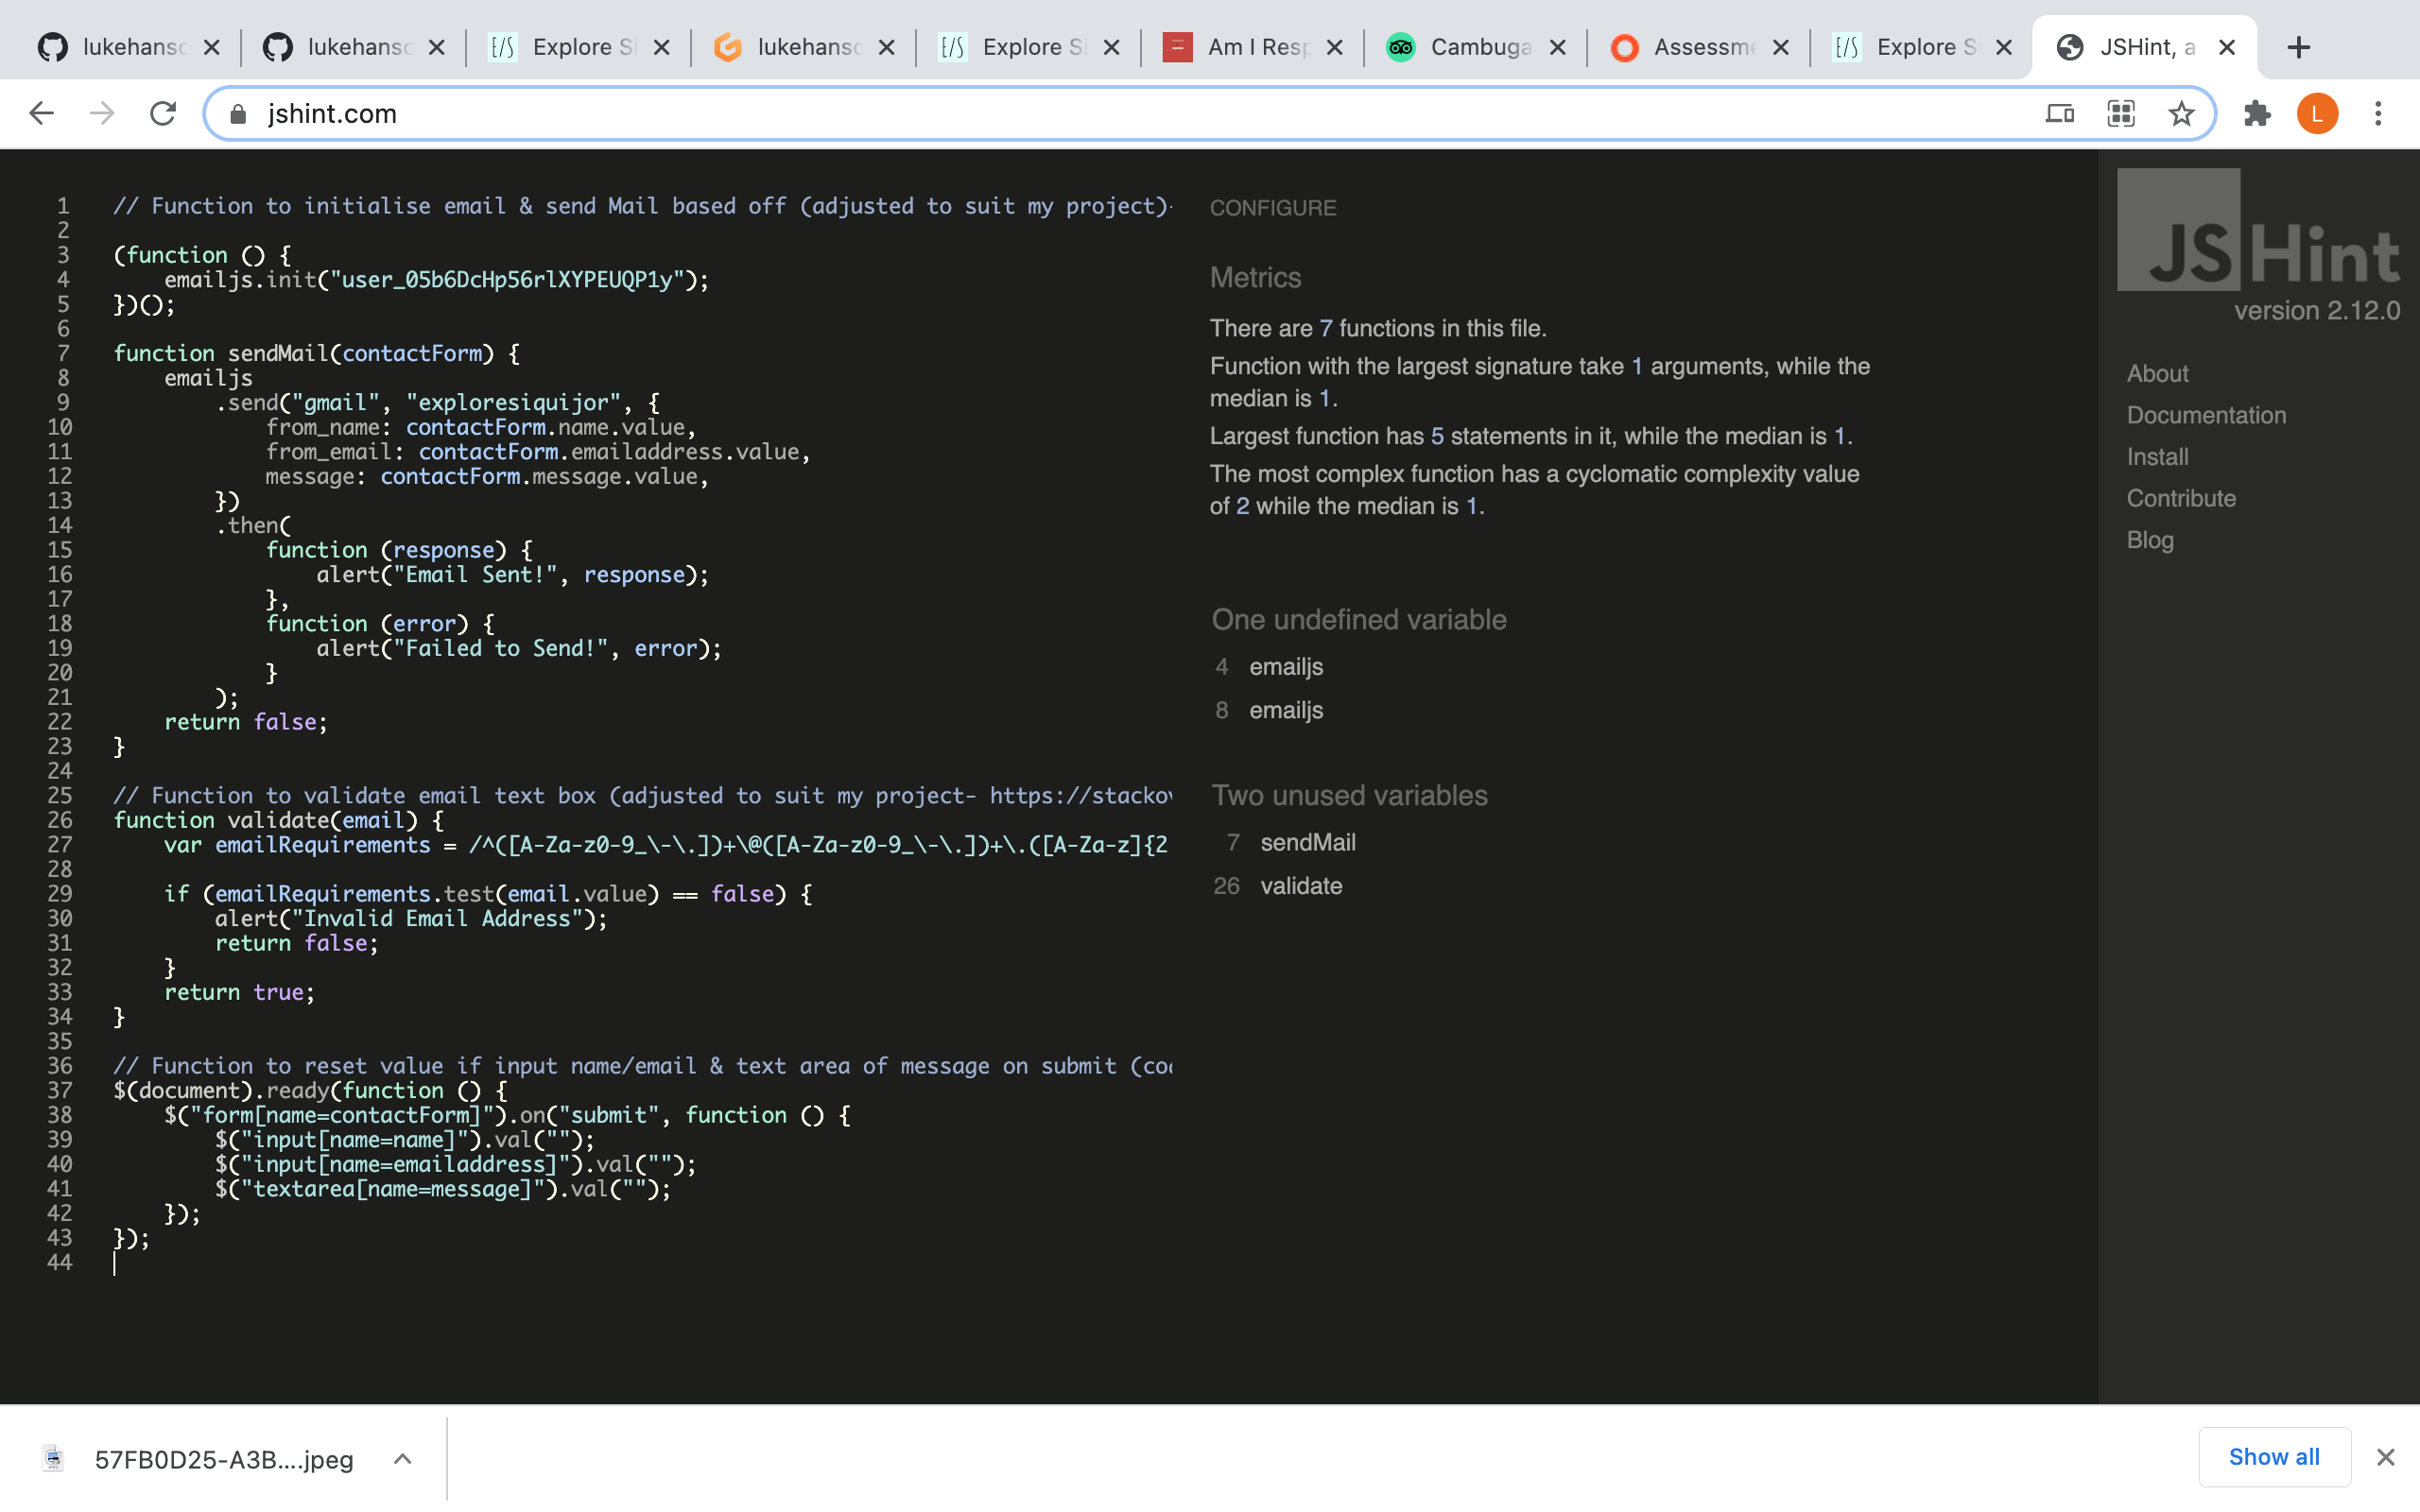 lukehansc
lukehansc
E/S Explore Si
lukehansc
E/S Explore Si
Am I Resp
Cambuga
Assessme
E/S Explore S
JSHint, a
jshint.com
L
1 // Function to initialise email & send Mail based off (adjusted to suit my project)-
2
3 (function () {
4 emailjs.init("user_05b6DcHp56rlXYPEUQP1y");
5 })();
6
7 function sendMail(contactForm) {
8 emailjs
9 .send("gmail", "exploresiquijor", {
10 from_name: contactForm.name.value,
11 from_email: contactForm.emailaddress.value,
12 message: contactForm.message.value,
13 })
14 .then(
15 function (response) {
16 alert("Email Sent!", response);
17 },
18 function (error) {
19 alert("Failed to Send!", error);
20 }
21 );
22 return false;
23 }
24
25 // Function to validate email text box (adjusted to suit my project- https://stackov
26 function validate(email) {
27 var emailRequirements = /^([A-Za-z0-9_\-\.])+\@([A-Za-z0-9_\-\.])+\.([A-Za-z]{2
28
29 if (emailRequirements.test(email.value) == false) {
30 alert("Invalid Email Address");
31 return false;
32 }
33 return true;
34 }
35
36 // Function to reset value if input name/email & text area of message on submit (co
37 $(document).ready(function () {
38 $("form[name=contactForm]").on("submit", function () {
39 $("input[name=name]").val("");
40 $("input[name=emailaddress]").val("");
41 $("textarea[name=message]").val("");
42 });
43 });
44
CONFIGURE
Metrics
There are 7 functions in this file.
Function with the largest signature take 1 arguments, while the
median is 1.
Largest function has 5 statements in it, while the median is 1.
The most complex function has a cyclomatic complexity value
of 2 while the median is 1.
One undefined variable
4 emailjs
8 emailjs
Two unused variables
7 sendMail
26 validate
JSHint
version 2.12.0
About
Documentation
Install
Contribute
Blog
57FB0D25-A3B....jpeg
Show all